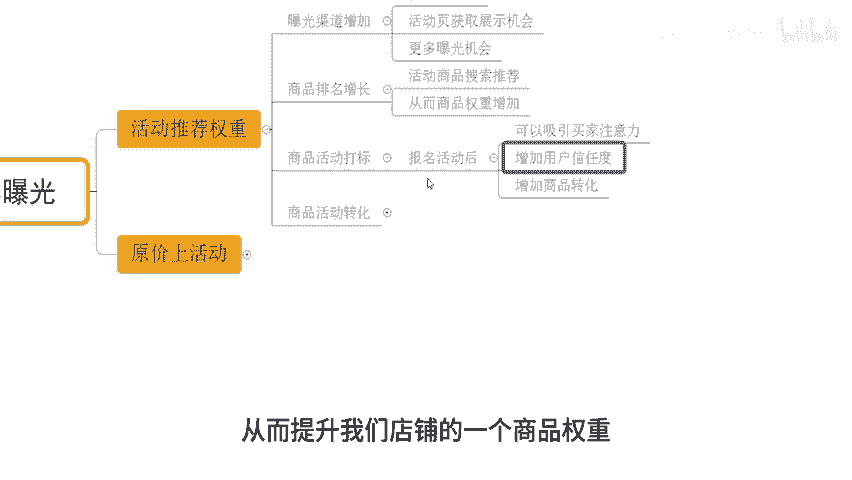 曝光渠道增加
活动页获取展示机会
更多曝光机会
商品排名增长
活动商品搜索推荐
从而商品权重增加
活动推荐权重
可以吸引买家注意力
商品活动打标
报名活动后
增加用户信任度
增加商品转化
曝光
商品活动转化
原价上活动
从而提升我们店铺的一个商品权重